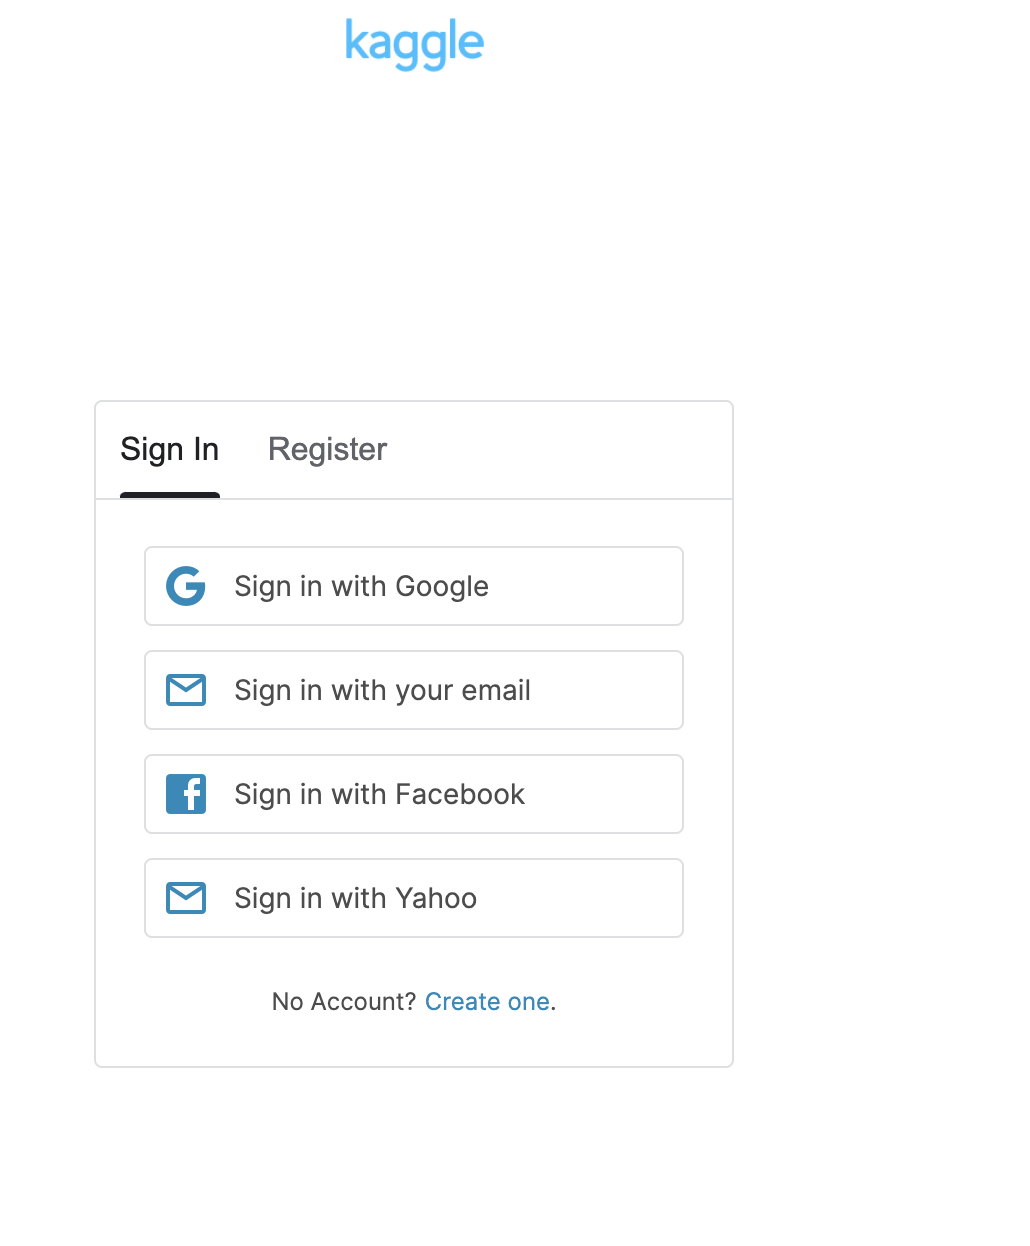 kaggle
Sign In Register
Sign in with Google
Sign in with your email
Sign in with Facebook
Sign in with Yahoo
No Account? Create one.